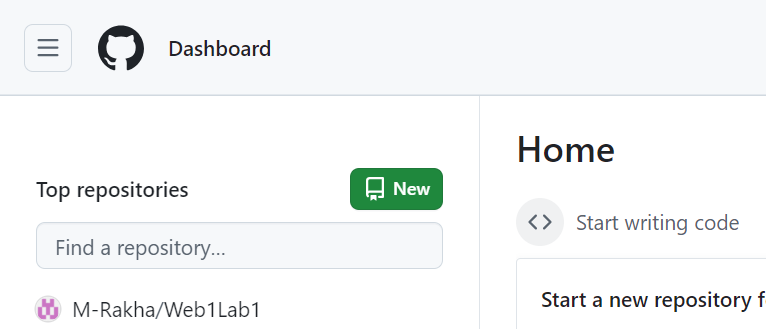 Dashboard
Top repositories
New
Find a repository...
M-Rakha/Web1Lab1
Home
Start writing code
Start a new repository f